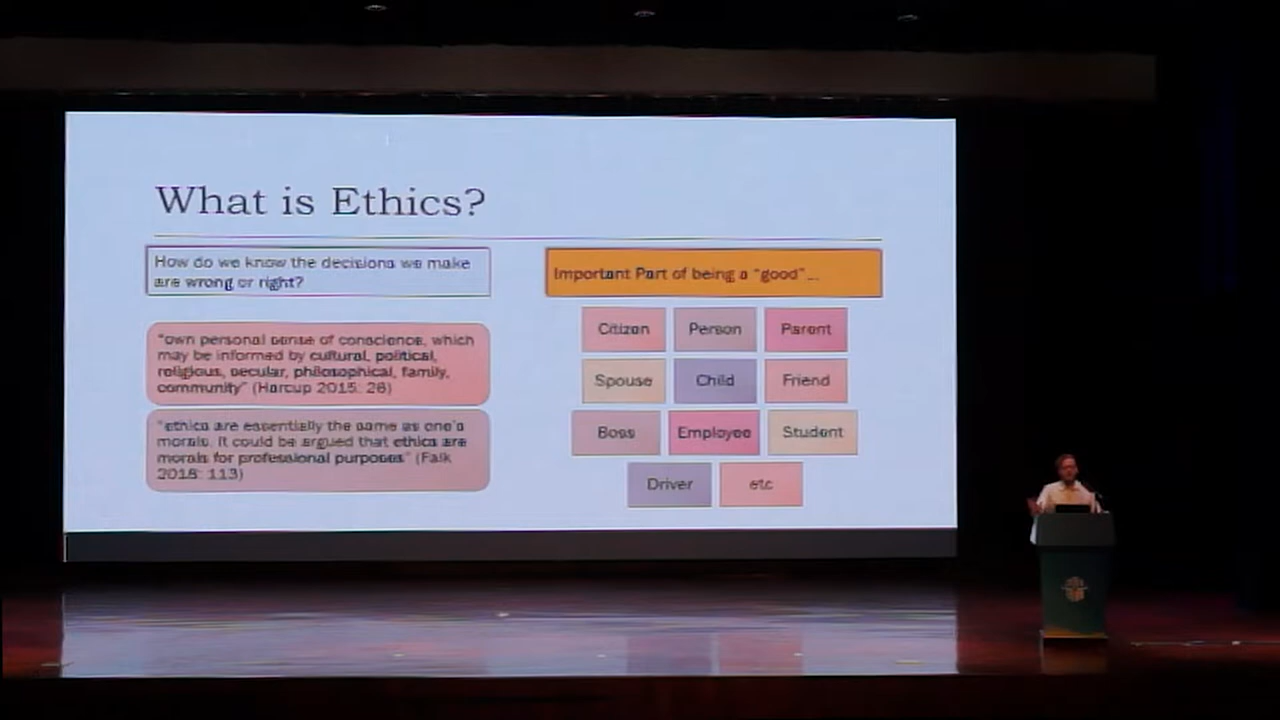 What is Ethics?
How do we know the decisions we make
are wrong or right?
"own personal sense of conscience, which
may be informed by cultural, political,
religious, secular, philosophical, family,
community" (Harcup 2015: 26)
"ethics are essentially the same as one's
morals. It could be argued that ethics are
morals for professional purposes" (Falk
2018: 113)
Important Part of being a "good"...
Citizen
Person
Parent
Spouse
Child
Friend
Boss
Employee
Student
Driver
etc